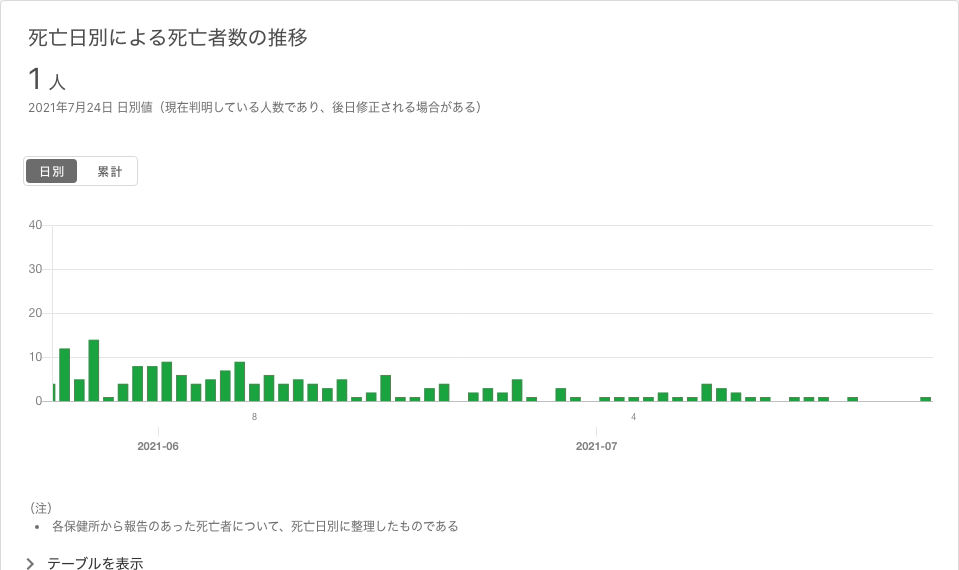 死亡日別による死亡者数の推移
1 人
2021年7月24日 日別値（現在判明している人数であり、後日修正される場合がある）
日別 累計
40
30
20
10
0
8 4
2021-06 2021-07
（注）
• 各保健所から報告のあった死亡者について、死亡日別に整理したものである
テーブルを表示